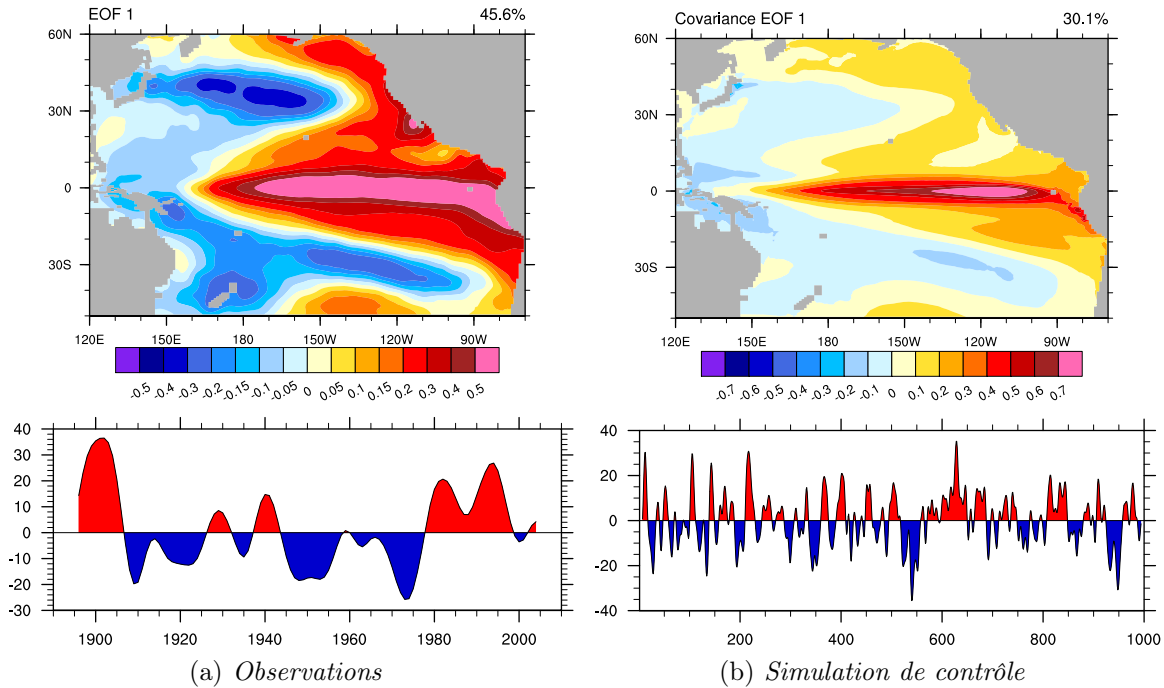 EOF 1 45.6%
60N
30N
0
30S
120E 150E 180W 150W 120W 90W
-0.5 -0.4 -0.3 -0.2 -0.15 -0.1 -0.05 0 0.05 0.1 0.15 0.2 0.3 0.4 0.5
40
30
20
10
0
-10
-20
-30
1900 1920 1940 1960 1980 2000
(a) Observations
Covariance EOF 1 30.1%
60N
30N
0
30S
120E 150E 180W 150W 120W 90W
-0.7 -0.6 -0.5 -0.4 -0.3 -0.2 -0.1 0 0.1 0.2 0.3 0.4 0.5 0.6 0.7
40
20
0
-20
-40
200 400 600 800 1000
(b) Simulation de contrôle